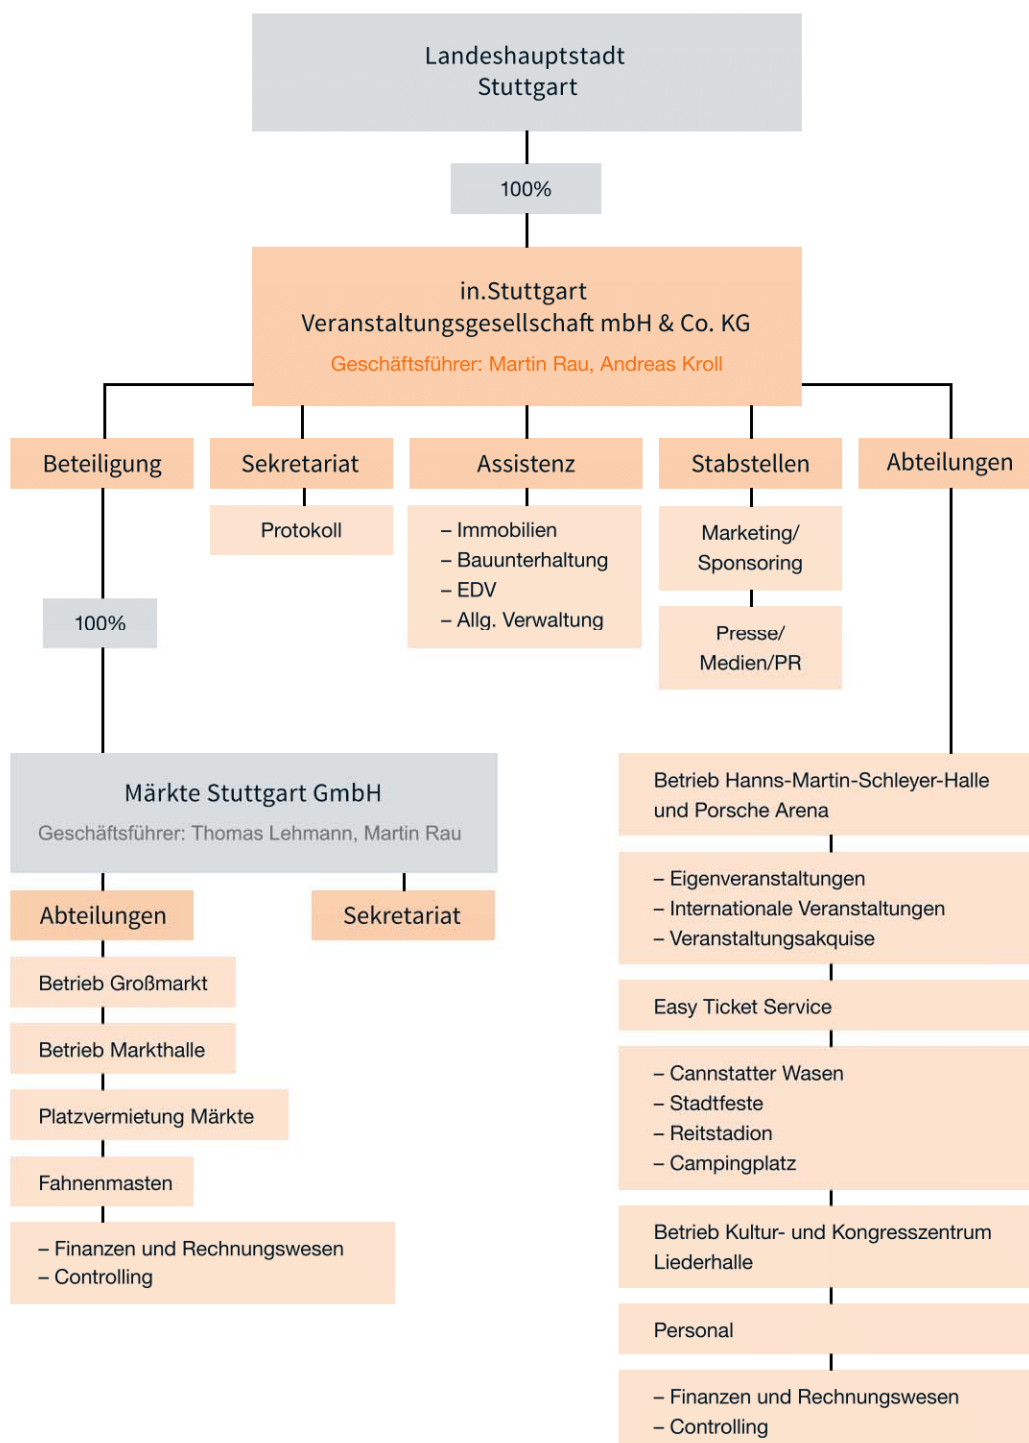 Landeshauptstadt
Stuttgart
100%
in.Stuttgart
Veranstaltungsgesellschaft mbH & Co. KG
Geschäftsführer: Martin Rau, Andreas Kroll
Beteiligung
Sekretariat
Assistenz
Stabstellen
Abteilungen
Protokoll
– Immobilien
– Bauunterhaltung
– EDV
– Allg. Verwaltung
Marketing/
Sponsoring
Presse/
Medien/PR
100%
Märkte Stuttgart GmbH
Geschäftsführer: Thomas Lehmann, Martin Rau
Abteilungen
Sekretariat
Betrieb Großmarkt
Betrieb Markthalle
Platzvermietung Märkte
Fahnenmasten
– Finanzen und Rechnungswesen
– Controlling
Betrieb Hanns-Martin-Schleyer-Halle
und Porsche Arena
– Eigenveranstaltungen
– Internationale Veranstaltungen
– Veranstaltungsakquise
Easy Ticket Service
– Cannstatter Wasen
– Stadtfeste
– Reitstadion
– Campingplatz
Betrieb Kultur- und Kongresszentrum
Liederhalle
Personal
– Finanzen und Rechnungswesen
– Controlling